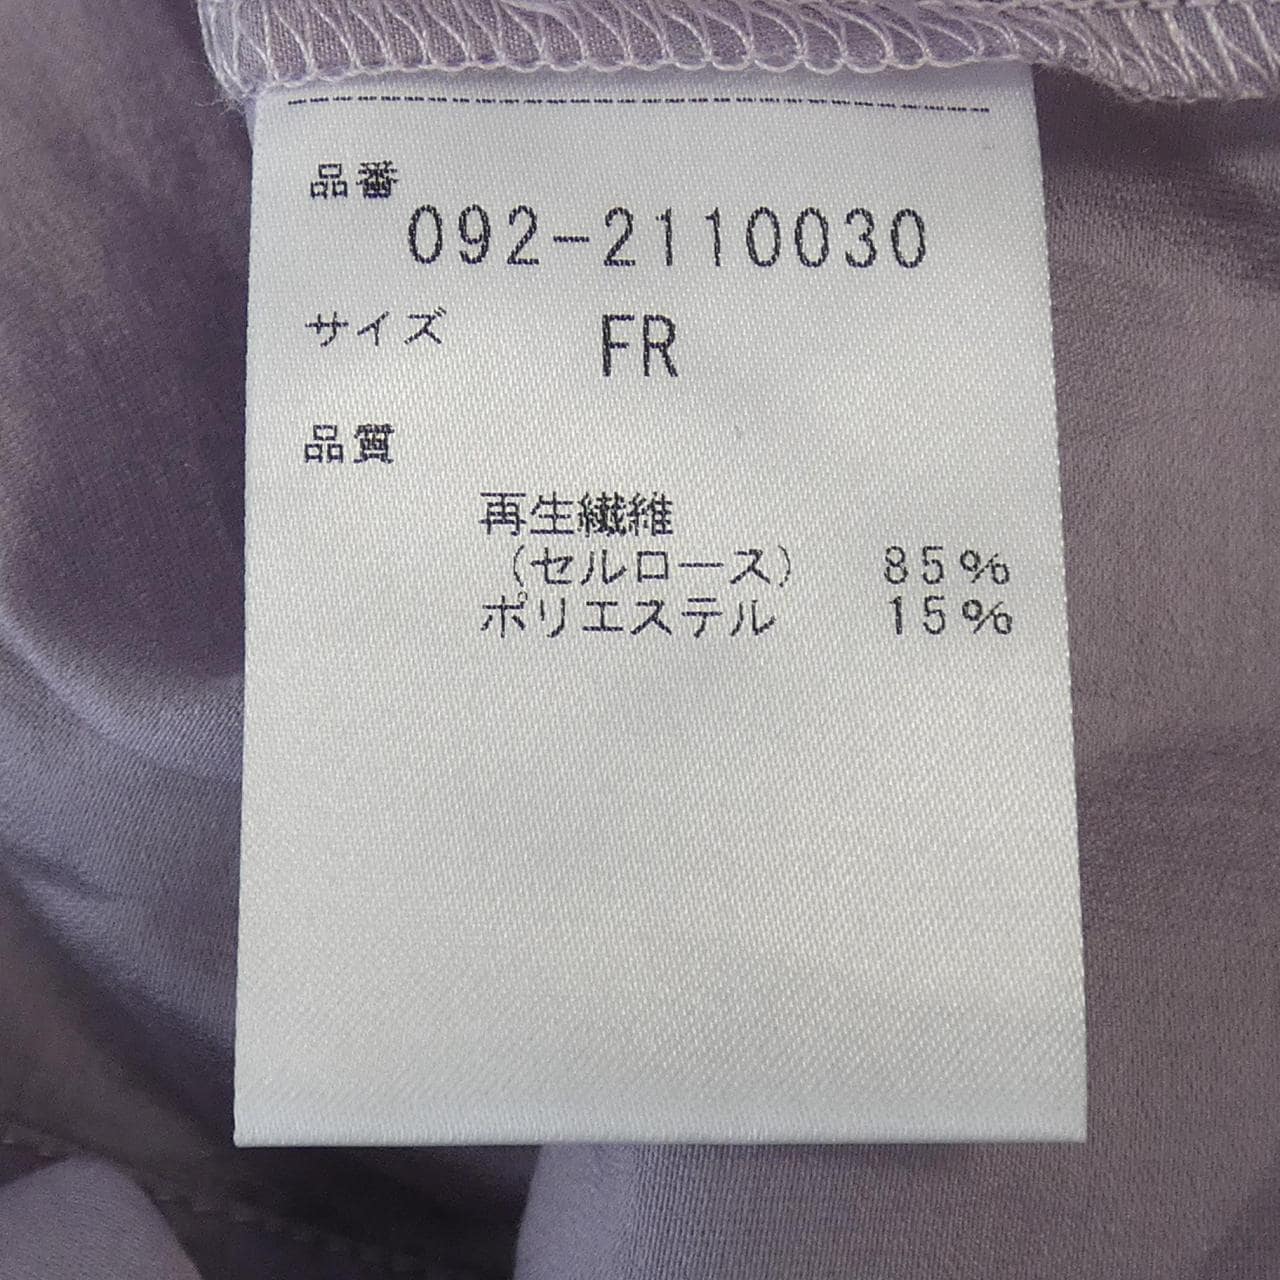 品番
092-2110030
サイズ FR
品質
再生繊維
(セルロース) 85%
ポリエステル 15%